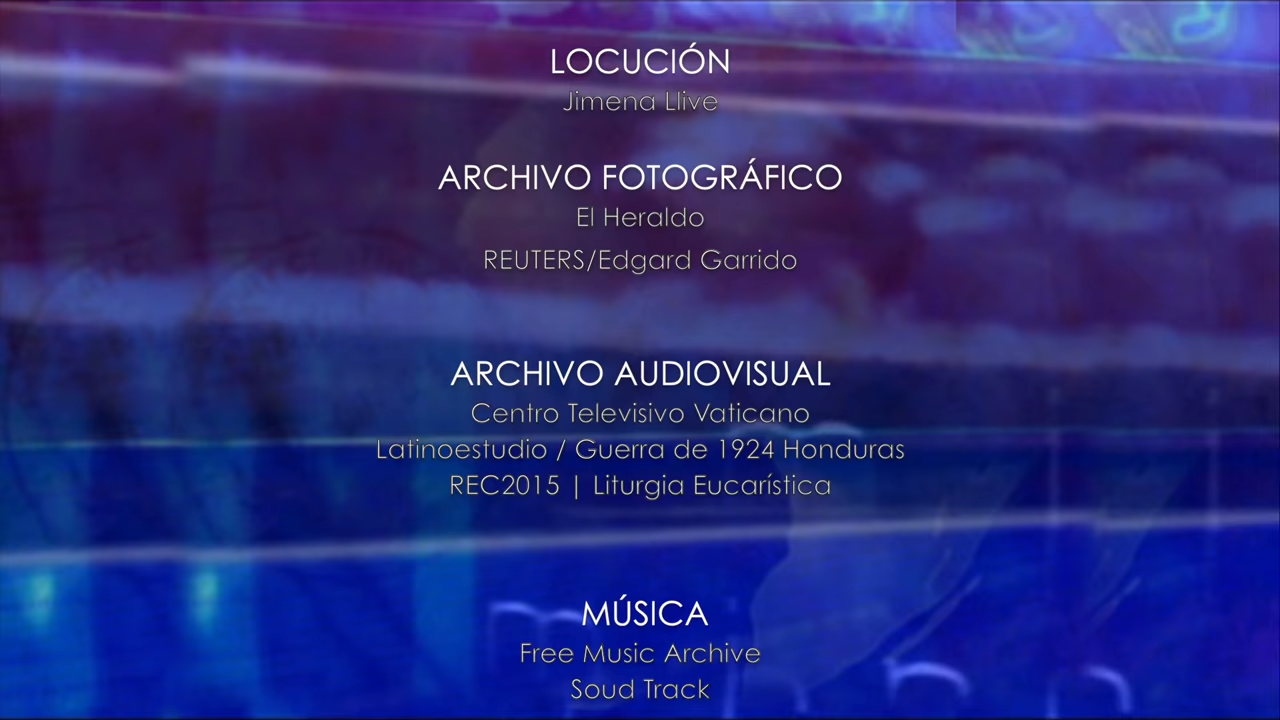 LOCUCIÓN
Jimena Llive
ARCHIVO FOTOGRÁFICO
El Heraldo
REUTERS/Edgard Garrido
ARCHIVO AUDIOVISUAL
Centro Televisivo Vaticano
Latinoestudio / Guerra de 1924 Honduras
REC2015 | Liturgia Eucarística
MÚSICA
Free Music Archive
Soud Track